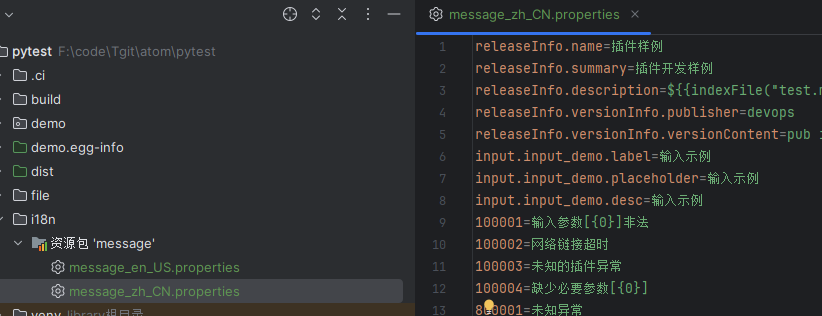 pytest F:\code\Tgit\atom\pytest
.ci
build
demo
demo.egg-info
dist
file
i18n
资源包 'message'
message_en_US.properties
message_zh_CN.properties
library根目录
message_zh_CN.properties
1 releaseInfo.name=插件样例
2 releaseInfo.summary=插件开发样例
3 releaseInfo.description=${{indexFile("test.
4 releaseInfo.versionInfo.publisher=devops
5 releaseInfo.versionInfo.versionContent=pub
6 input.input_demo.label=输入示例
7 input.input_demo.placeholder=输入示例
8 input.input_demo.desc=输入示例
9 100001=输入参数[{0}]非法
10 100002=网络链接超时
11 100003=未知的插件异常
12 100004=缺少必要参数[{0}]
13 800001=未知异常